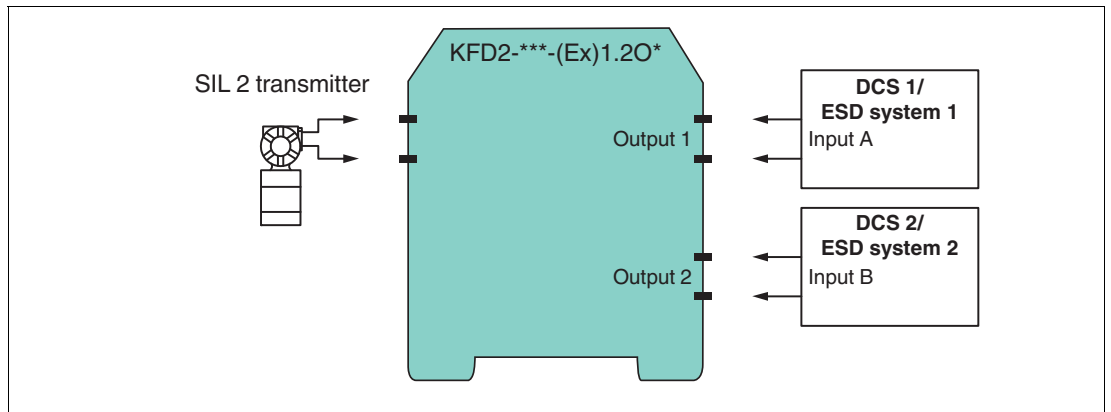 KFD2-***-(Ex)1.2O*
SIL 2 transmitter
Output 1
DCS 1/
ESD system 1
Input A
Output 2
DCS 2/
ESD system 2
Input B